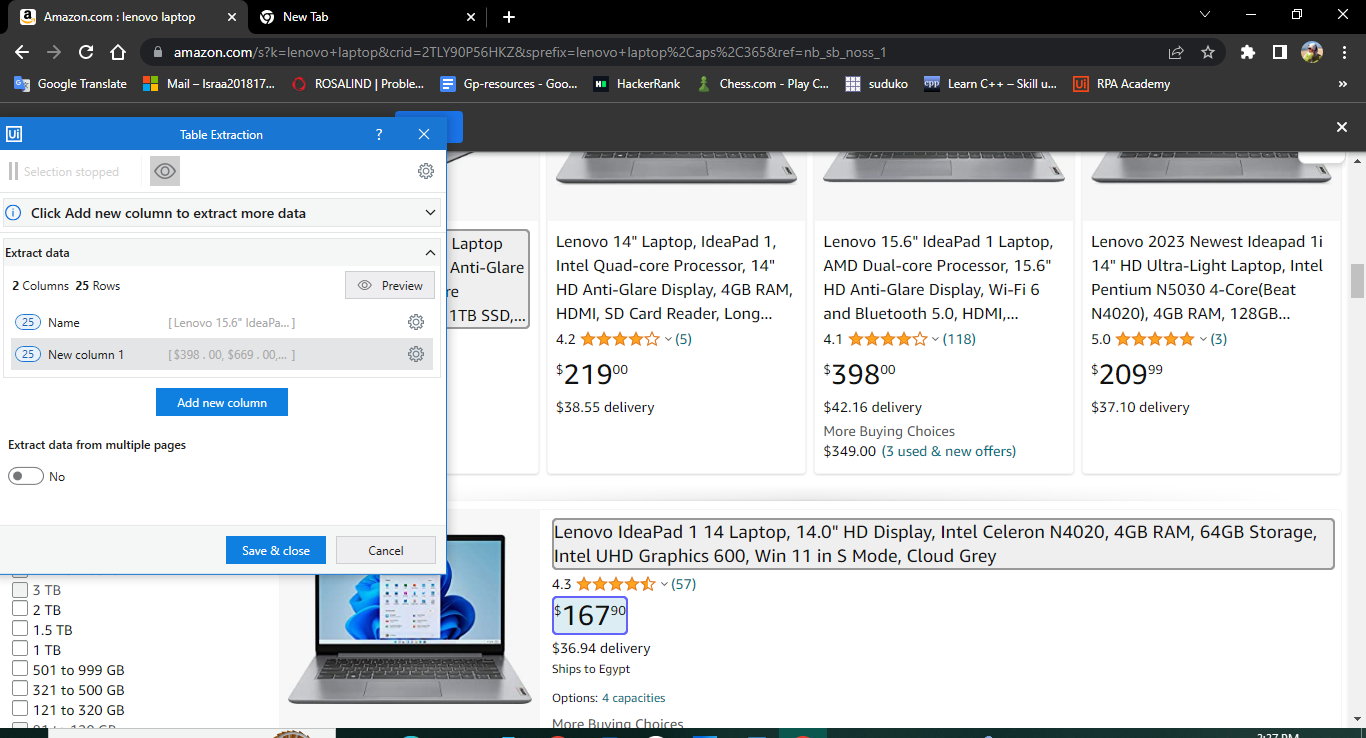 Amazon.com : lenovo laptop
New Tab
amazon.com/s?k=lenovo+laptop&crid=2TLY90P56HKZ&sprefix=lenovo+laptop%2Caps%2C365&ref=nb_sb_noss_1
Google Translate
Mail – Israa201817...
ROSALIND | Proble...
Gp-resources - Goo...
HackerRank
Chess.com - Play C...
suduko
Learn C++ – Skill u...
RPA Academy
Table Extraction
Selection stopped
Click Add new column to extract more data
Extract data
2 Columns 25 Rows
Preview
25 Name [ Lenovo 15.6" IdeaPa... ]
25 New column 1 [ $398 . 00, $669 . 00,... ]
Add new column
Extract data from multiple pages
No
Save & close
Cancel
Laptop
Anti-Glare
1TB SSD,...
Lenovo 14" Laptop, IdeaPad 1,
Intel Quad-core Processor, 14"
HD Anti-Glare Display, 4GB RAM,
HDMI, SD Card Reader, Long...
4.2 (5)
$219 00
$38.55 delivery
Lenovo 15.6" IdeaPad 1 Laptop,
AMD Dual-core Processor, 15.6"
HD Anti-Glare Display, Wi-Fi 6
and Bluetooth 5.0, HDMI,...
4.1 (118)
$398 00
$42.16 delivery
More Buying Choices
$349.00 (3 used & new offers)
Lenovo 2023 Newest Ideapad 1i
14" HD Ultra-Light Laptop, Intel
Pentium N5030 4-Core(Beat
N4020), 4GB RAM, 128GB...
5.0 (3)
$209 99
$37.10 delivery
3 TB
2 TB
1.5 TB
1 TB
501 to 999 GB
321 to 500 GB
121 to 320 GB
Lenovo IdeaPad 1 14 Laptop, 14.0" HD Display, Intel Celeron N4020, 4GB RAM, 64GB Storage,
Intel UHD Graphics 600, Win 11 in S Mode, Cloud Grey
4.3 (57)
$167 90
$36.94 delivery
Ships to Egypt
Options: 4 capacities
More Buying Choices